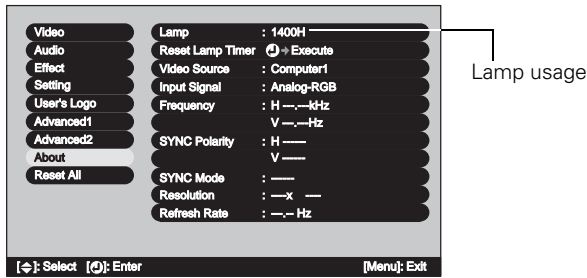 Video
Audio
Effect
Setting
User's Logo
Advanced1
Advanced2
About
Reset All
Lamp : 1400H
Reset Lamp Timer Execute
Video Source : Computer1
Input Signal : Analog-RGB
Frequency : H ---.---kHz
V ---.---Hz
SYNC Polarity : H ------
V ------
SYNC Mode : ------
Resolution : ----x ----
Refresh Rate : ---.-- Hz
[ ]: Select [ ]: Enter [Menu]: Exit
Lamp usage